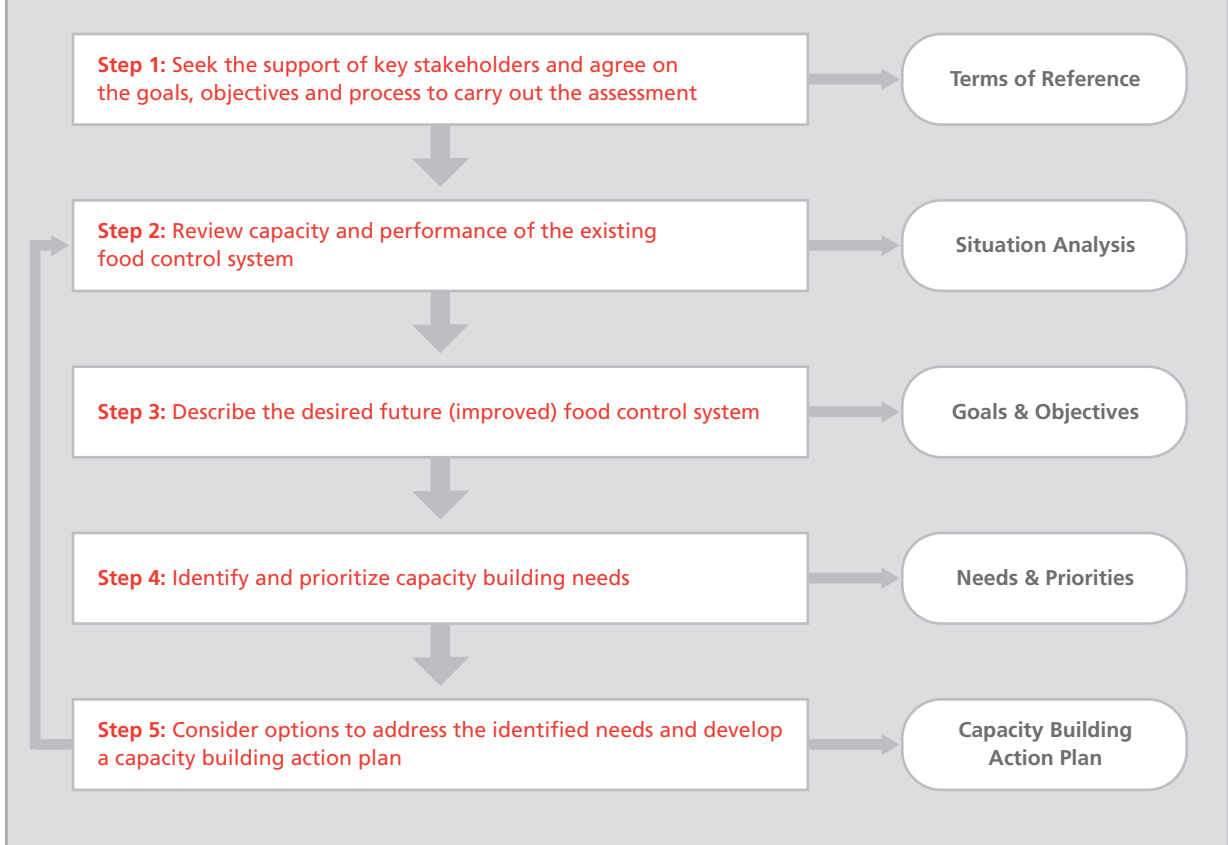 Step 1: Seek the support of key stakeholders and agree on
the goals, objectives and process to carry out the assessment
Terms of Reference
Step 2: Review capacity and performance of the existing
food control system
Situation Analysis
Step 3: Describe the desired future (improved) food control system
Goals & Objectives
Step 4: Identify and prioritize capacity building needs
Needs & Priorities
Step 5: Consider options to address the identified needs and develop
a capacity building action plan
Capacity Building
Action Plan